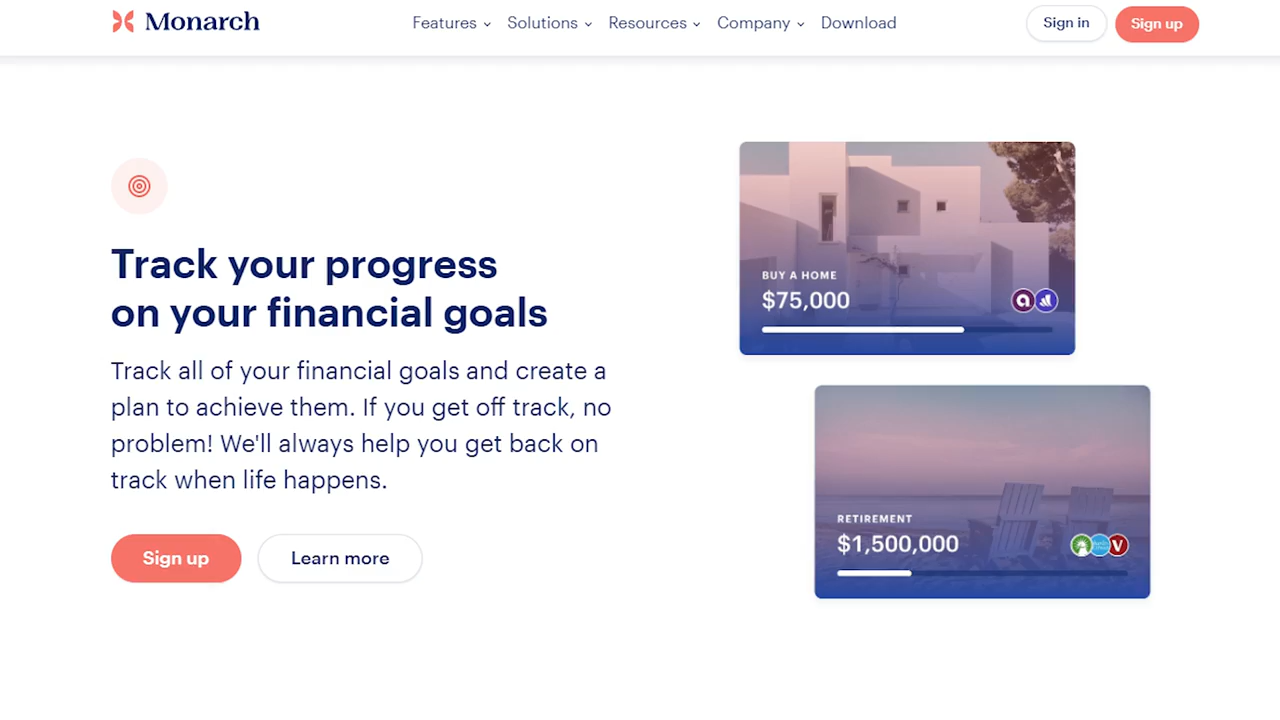 Monarch
Features
Solutions
Resources
Company
Download
Sign in
Sign up
Track your progress
on your financial goals
Track all of your financial goals and create a
plan to achieve them. If you get off track, no
problem! We'll always help you get back on
track when life happens.
Sign up
Learn more
BUY A HOME
$75,000
RETIREMENT
$1,500,000
V